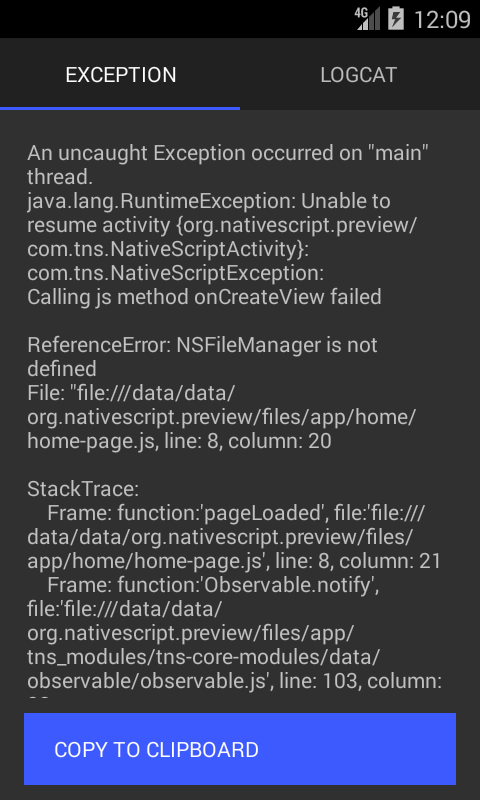 4G 12:09
EXCEPTION LOGCAT
An uncaught Exception occurred on "main"
thread.
java.lang.RuntimeException: Unable to
resume activity {org.nativescript.preview/
com.tns.NativeScriptActivity}:
com.tns.NativeScriptException:
Calling js method onCreateView failed
ReferenceError: NSFileManager is not
defined
File: "file:///data/data/
org.nativescript.preview/files/app/home/
home-page.js, line: 8, column: 20
StackTrace:
Frame: function:'pageLoaded', file:'file:///
data/data/org.nativescript.preview/files/
app/home/home-page.js', line: 8, column: 21
Frame: function:'Observable.notify',
file:'file:///data/data/
org.nativescript.preview/files/app/
tns_modules/tns-core-modules/data/
observable/observable.js', line: 103, column:
COPY TO CLIPBOARD